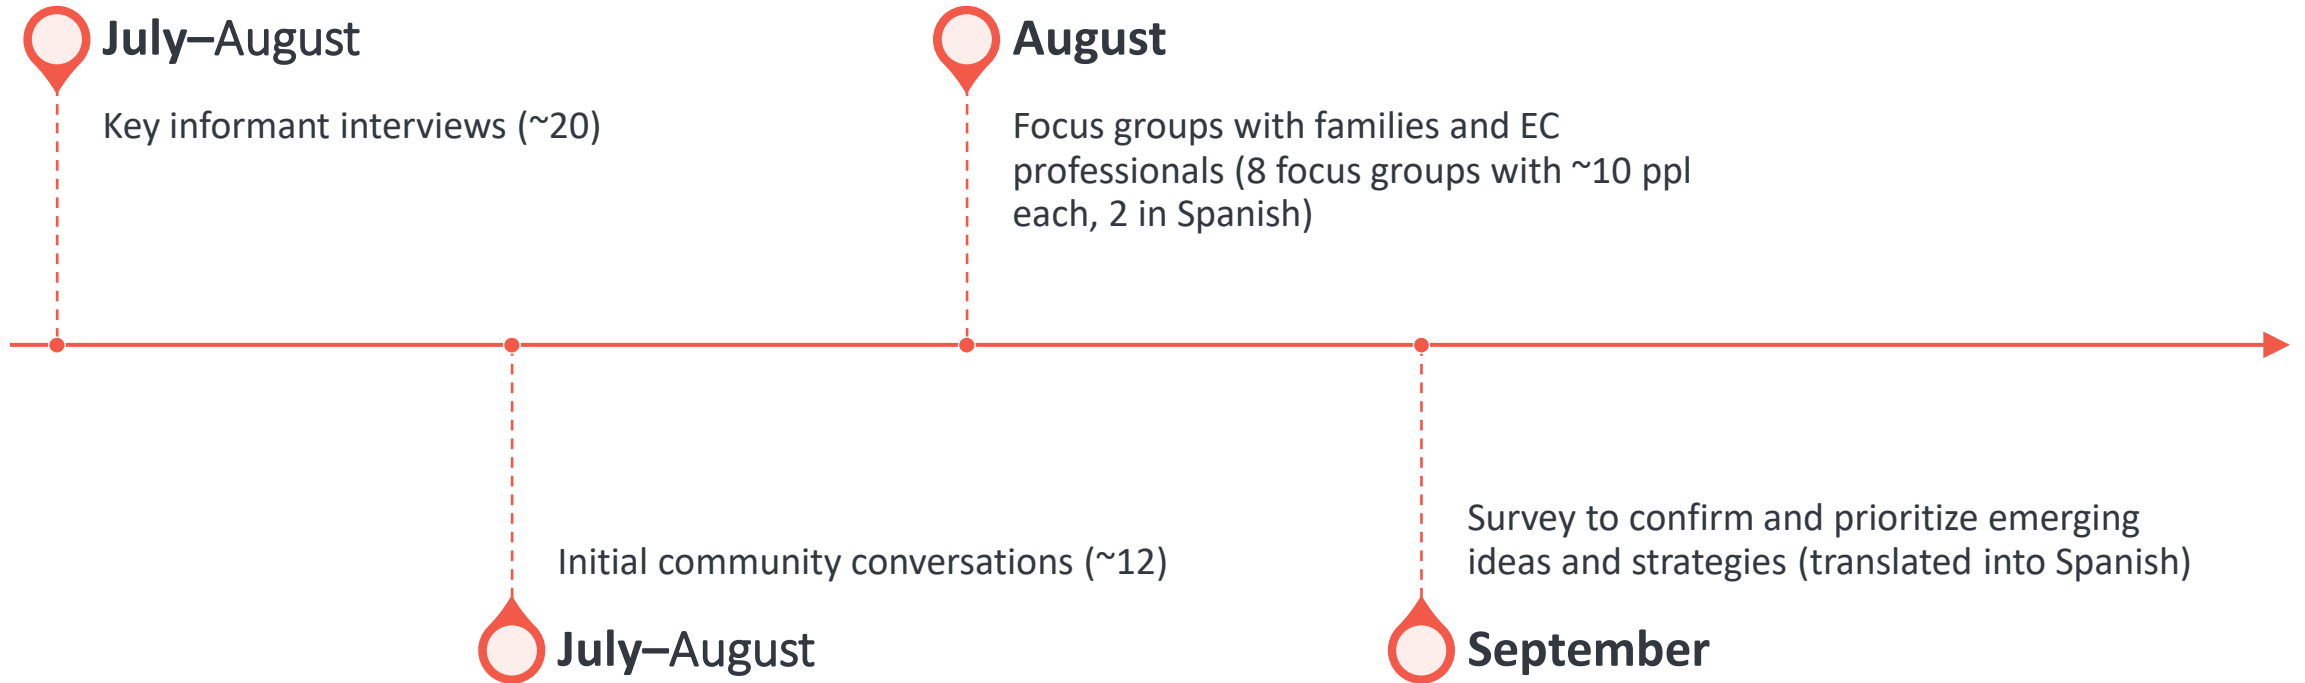 July–August
Key informant interviews (~20)
August
Focus groups with families and EC
professionals (8 focus groups with ~10 ppl
each, 2 in Spanish)
Initial community conversations (~12)
July–August
Survey to confirm and prioritize emerging
ideas and strategies (translated into Spanish)
September